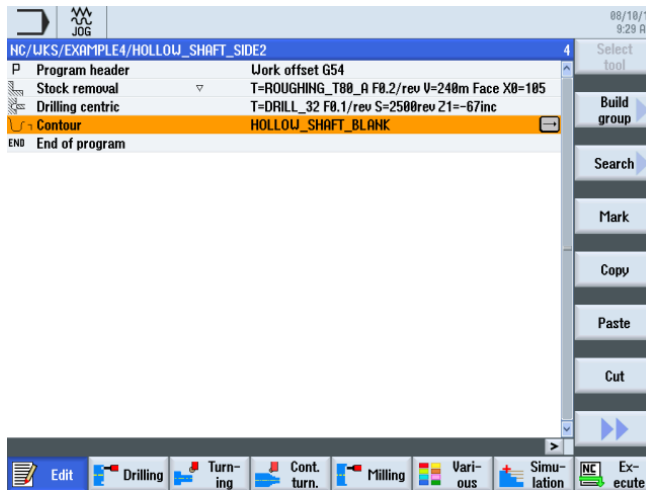 JOG
08/10/1
9:29 A
NC/WKS/EXAMPLE4/HOLLOW_SHAFT_SIDE2 4
Select tool
P Program header Work offset G54
Stock removal ▽ T=ROUGHING_T80_A F0.2/rev V=240m Face X0=105
Drilling centric T=DRILL_32 F0.1/rev S=2500rev Z1=-67inc
Contour HOLLOW_SHAFT_BLANK
END End of program
Build group
Search
Mark
Copy
Paste
Cut
Edit
Drilling
Turn-
ing
Cont.
turn.
Milling
Vari-
ous
Simu-
lation
NC Ex-
ecute